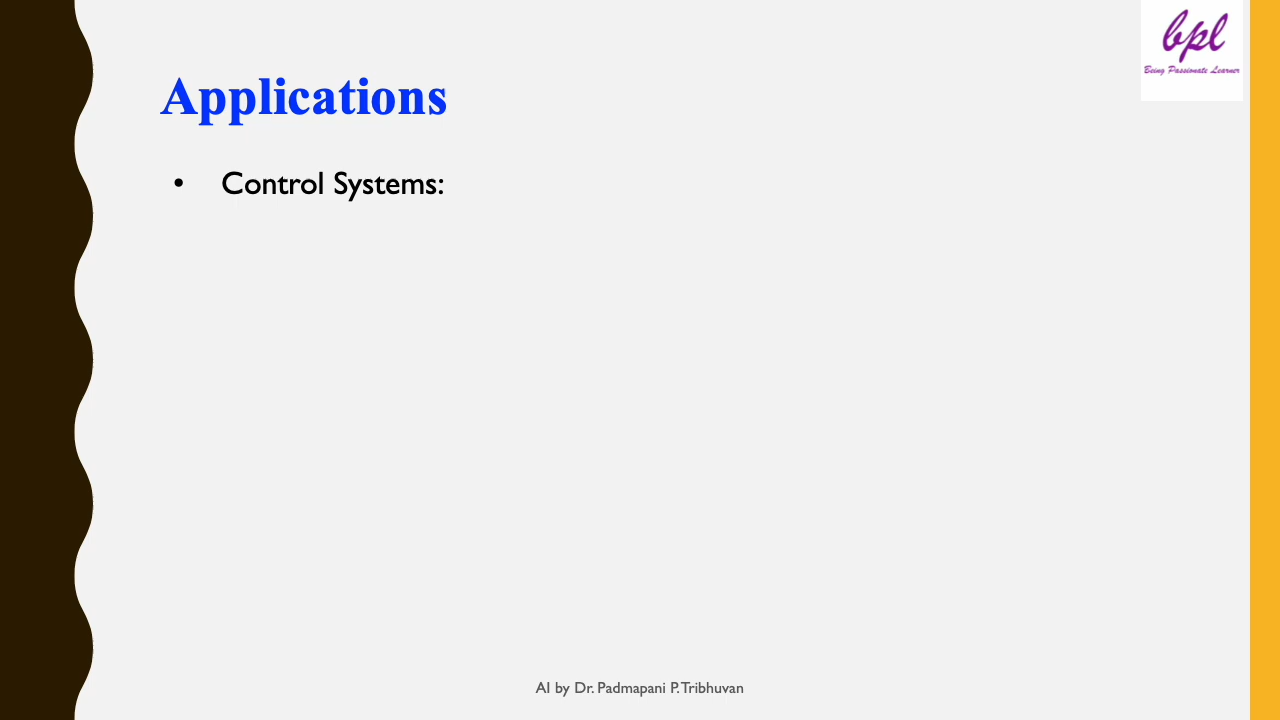 bpl
Being Passionate Learner
Applications
• Control Systems:
AI by Dr. Padmapani P. Tribhuvan